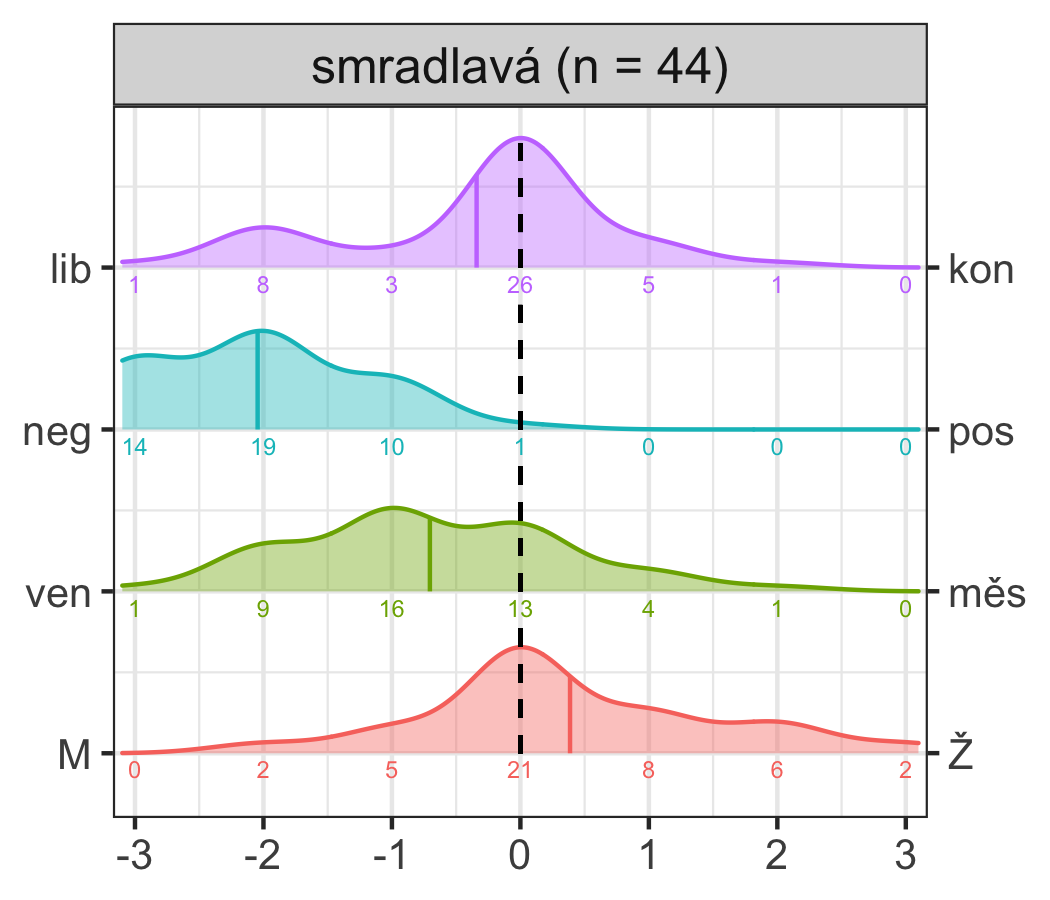 smradlavá (n = 44)
lib kon
1 8 3 26 5 1 0
neg pos
14 19 10 1 0 0 0
ven měs
1 9 16 13 4 1 0
M Ž
0 2 5 21 8 6 2
-3 -2 -1 0 1 2 3